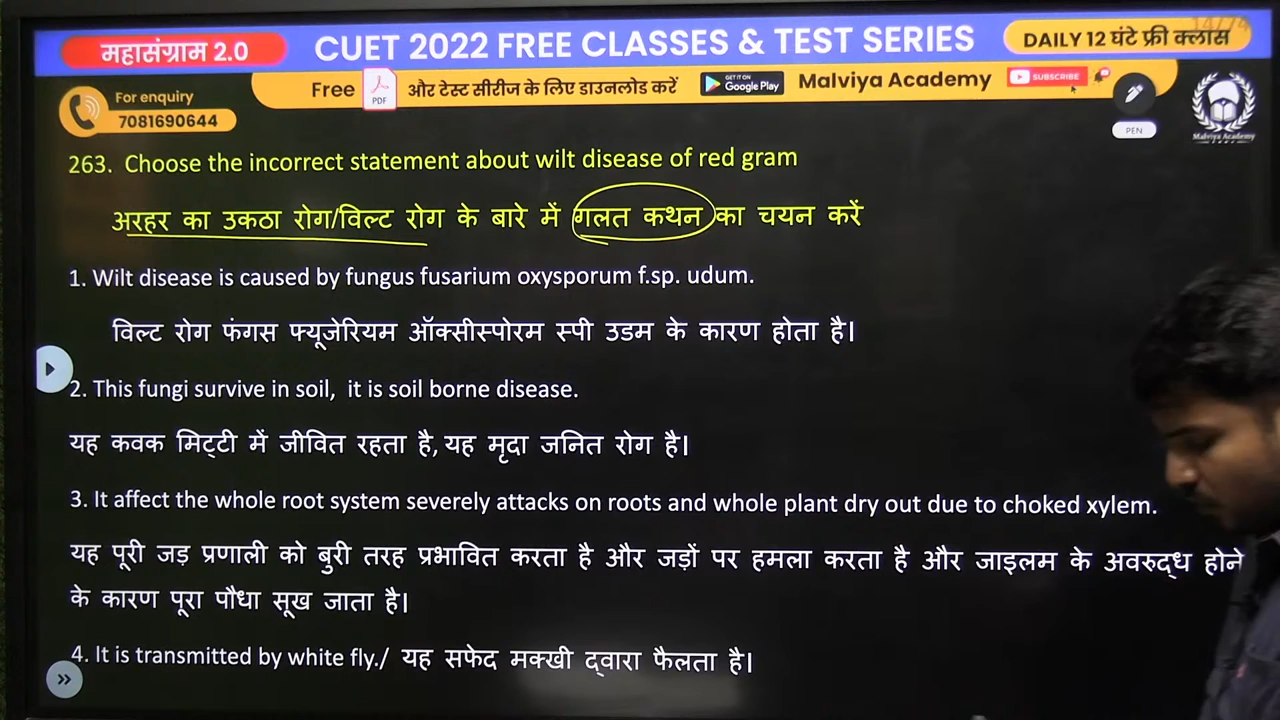 महासंग्राम 2.0
CUET 2022 FREE CLASSES & TEST SERIES
DAILY 12 घंटे फ्री क्लास
Free PDF और टेस्ट सीरीज के लिए डाउनलोड करें GET IT ON Google Play Malviya Academy SUBSCRIBE
For enquiry
7081690644
PEN
Malviya Academy
263. Choose the incorrect statement about wilt disease of red gram
अरहर का उकठा रोग/विल्ट रोग के बारे में गलत कथन का चयन करें
1. Wilt disease is caused by fungus fusarium oxysporum f.sp. udum.
विल्ट रोग फंगस फ्यूजेरियम ऑक्सीस्पोरम स्पी उडम के कारण होता है।
2. This fungi survive in soil, it is soil borne disease.
यह कवक मिट्टी में जीवित रहता है, यह मृदा जनित रोग है।
3. It affect the whole root system severely attacks on roots and whole plant dry out due to choked xylem.
यह पूरी जड़ प्रणाली को बुरी तरह प्रभावित करता है और जड़ों पर हमला करता है और जाइलम के अवरुद्ध होने
के कारण पूरा पौधा सूख जाता है।
4. It is transmitted by white fly./ यह सफेद मक्खी द्वारा फैलता है।